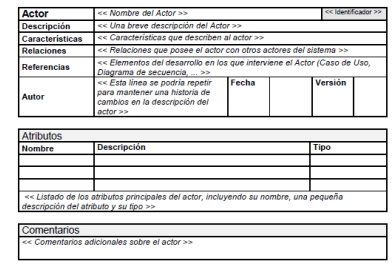 Actor << Nombre del Actor >> << Identificador >>
Descripción << Una breve descripción del Actor >>
Características << Características que describen al actor >>
Relaciones << Relaciones que posee el actor con otros actores del sistema >>
Referencias << Elementos del desarrollo en los que interviene el Actor (Caso de Uso,
Diagrama de secuencia, ... >>
Autor << Esta línea se podría repetir Fecha Versión
para mantener una historia de
cambios en la descripción del
actor >>
Atributos
Nombre Descripción Tipo
<< Listado de los atributos principales del actor, incluyendo su nombre, una pequeña
descripción del atributo y su tipo >>
Comentarios
<< Comentarios adicionales sobre el actor >>